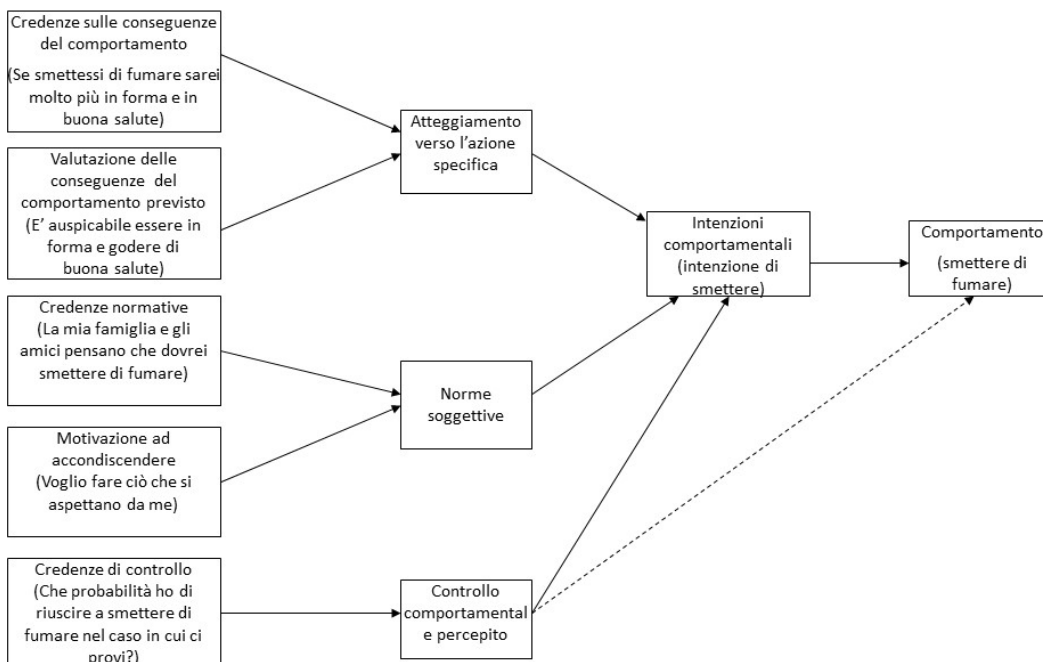 Credenze sulle conseguenze
del comportamento
(Se smettessi di fumare sarei
molto più in forma e in
buona salute)
Valutazione delle
conseguenze del
comportamento previsto
(E’ auspicabile essere in
forma e godere di
buona salute)
Credenze normative
(La mia famiglia e gli
amici pensano che dovrei
smettere di fumare)
Motivazione ad
accondiscendere
(Voglio fare ciò che si
aspettano da me)
Credenze di controllo
(Che probabilità ho di
riuscire a smettere di
fumare nel caso in cui ci
provi?)
Atteggiamento
verso l’azione
specifica
Norme
soggettive
Controllo
comportamental
e percepito
Intenzioni
comportamentali
(intenzione di
smettere)
Comportamento
(smettere di
fumare)